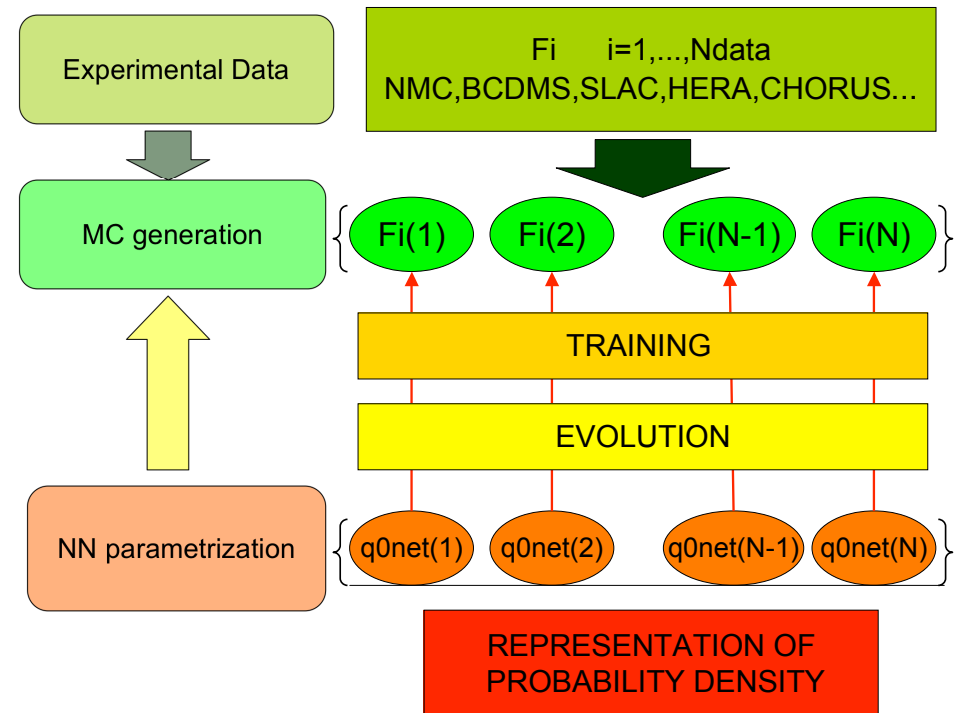 Experimental Data
Fi i=1,...,Ndata
NMC,BCDMS,SLAC,HERA,CHORUS...
MC generation
Fi(1) Fi(2) Fi(N-1) Fi(N)
TRAINING
EVOLUTION
NN parametrization
q0net(1) q0net(2) q0net(N-1) q0net(N)
REPRESENTATION OF
PROBABILITY DENSITY